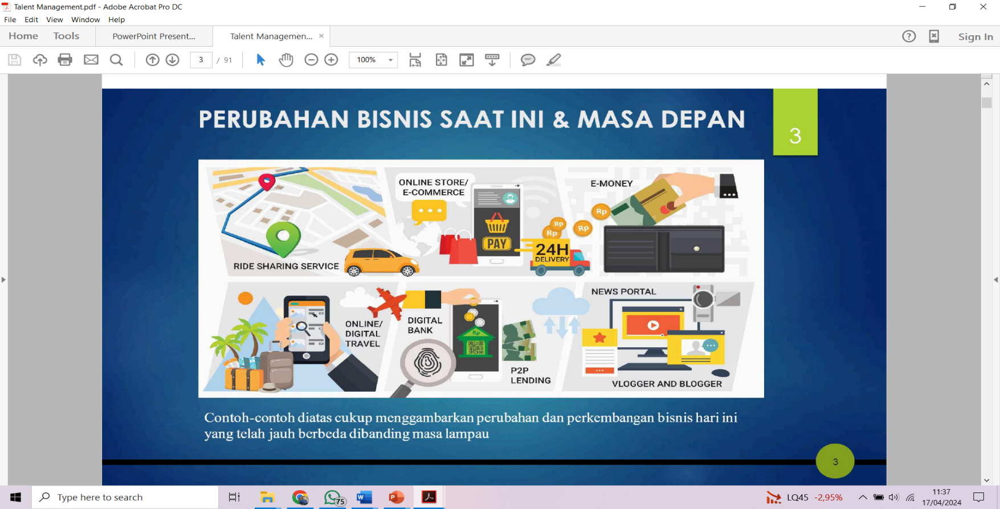 Talent Management.pdf - Adobe Acrobat Pro DC
File Edit View Window Help
Home Tools PowerPoint Present... Talent Managemen... × Sign In
3 / 91 100%
PERUBAHAN BISNIS SAAT INI & MASA DEPAN
3
ONLINE STORE/
E-COMMERCE
E-MONEY
Rp
Rp
Rp
Rp
PAY
24H
DELIVERY
RIDE SHARING SERVICE
NEWS PORTAL
ONLINE/
DIGITAL
TRAVEL
DIGITAL
BANK
Rp
P2P
LENDING
VLOGGER AND BLOGGER
Contoh-contoh diatas cukup menggambarkan perubahan dan perkembangan bisnis hari ini
yang telah jauh berbeda dibanding masa lampau
3
Type here to search
75
LQ45 -2,95%
11:37
17/04/2024